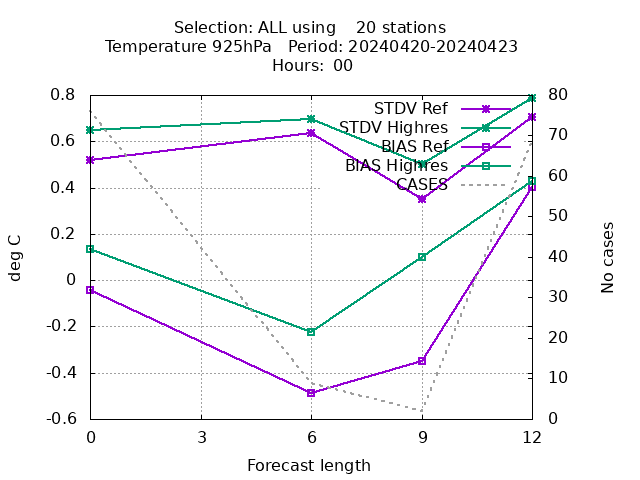 Selection: ALL using    20 stations
Temperature 925hPa   Period: 20240420-20240423
Hours:  00
STDV Ref
STDV Highres
BIAS Ref
BIAS Highres
CASES
0.8
0.6
0.4
0.2
0
-0.2
-0.4
-0.6
80
70
60
50
40
30
20
10
0
deg C
No cases
0 3 6 9 12
Forecast length